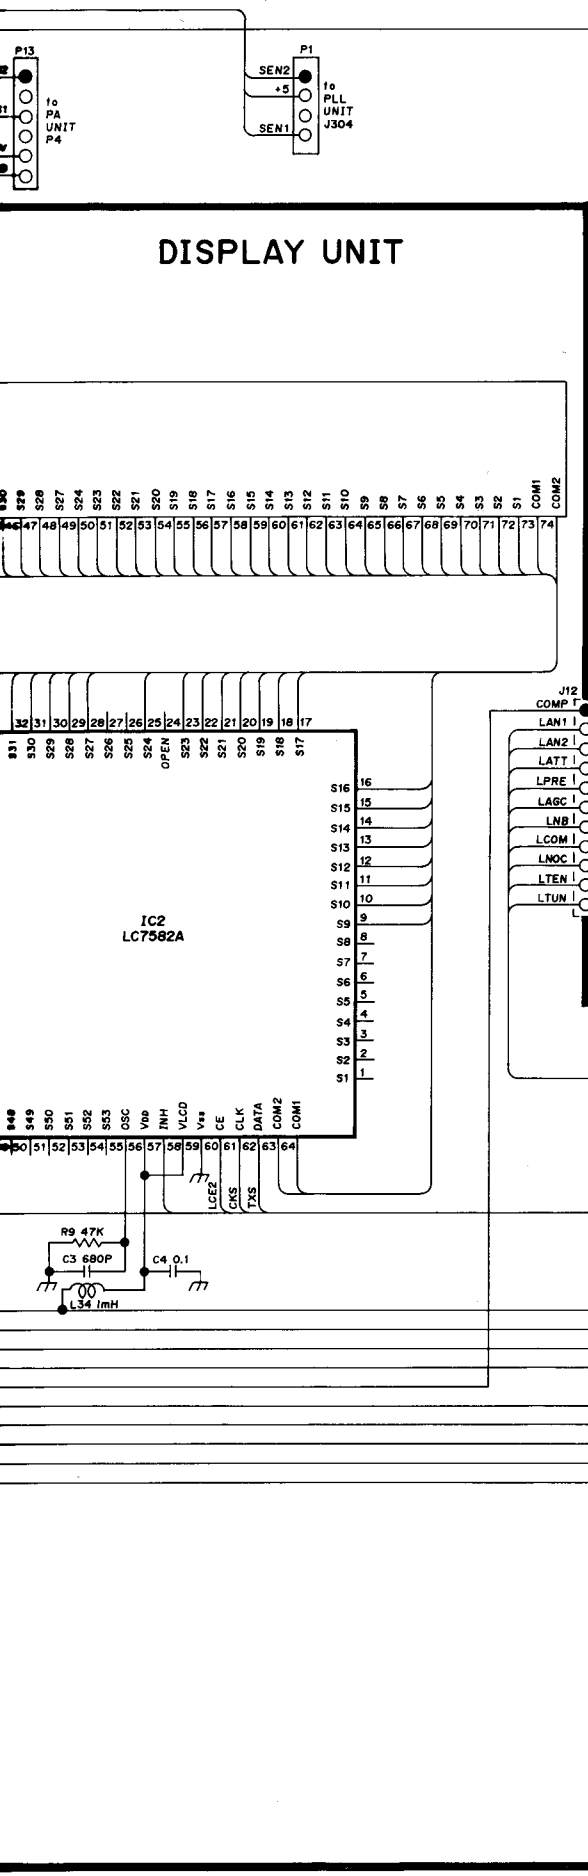 P13
to
PA
UNIT
P4
P1
SEN2
+5
SEN1
to
PLL
UNIT
J304
DISPLAY UNIT
S29 S28 S27 S24 S23 S22 S21 S20 S19 S18 S17 S16 S15 S14 S13 S12 S11 S10 S9 S8 S7 S6 S5 S4 S3 S2 S1 COM1 COM2
46 47 48 49 50 51 52 53 54 55 56 57 58 59 60 61 62 63 64 65 66 67 68 69 70 71 72 73 74
J12
COMP
LAN1
LAN2
LATT
LPRE
LAGC
LNB
LCOM
LNOC
LTEN
LTUN
32 31 30 29 28 27 26 25 24 23 22 21 20 19 18 17
S31 S30 S29 S28 S27 S26 S25 S24 OPEN S23 S22 S21 S20 S19 S18 S17
S16 16
S15 15
S14 14
S13 13
S12 12
S11 11
S10 10
S9 9
S8 8
S7 7
S6 6
S5 5
S4 4
S3 3
S2 2
S1 1
IC2
LC7582A
S48 S49 S50 S51 S52 S53 OSC VDD INH VLCD Vss CE CLK DATA COM2 COM1
50 51 52 53 54 55 56 57 58 59 60 61 62 63 64
LCE2 CKS TXS
R9 47K
C3 680P
C4 0.1
L34 1mH